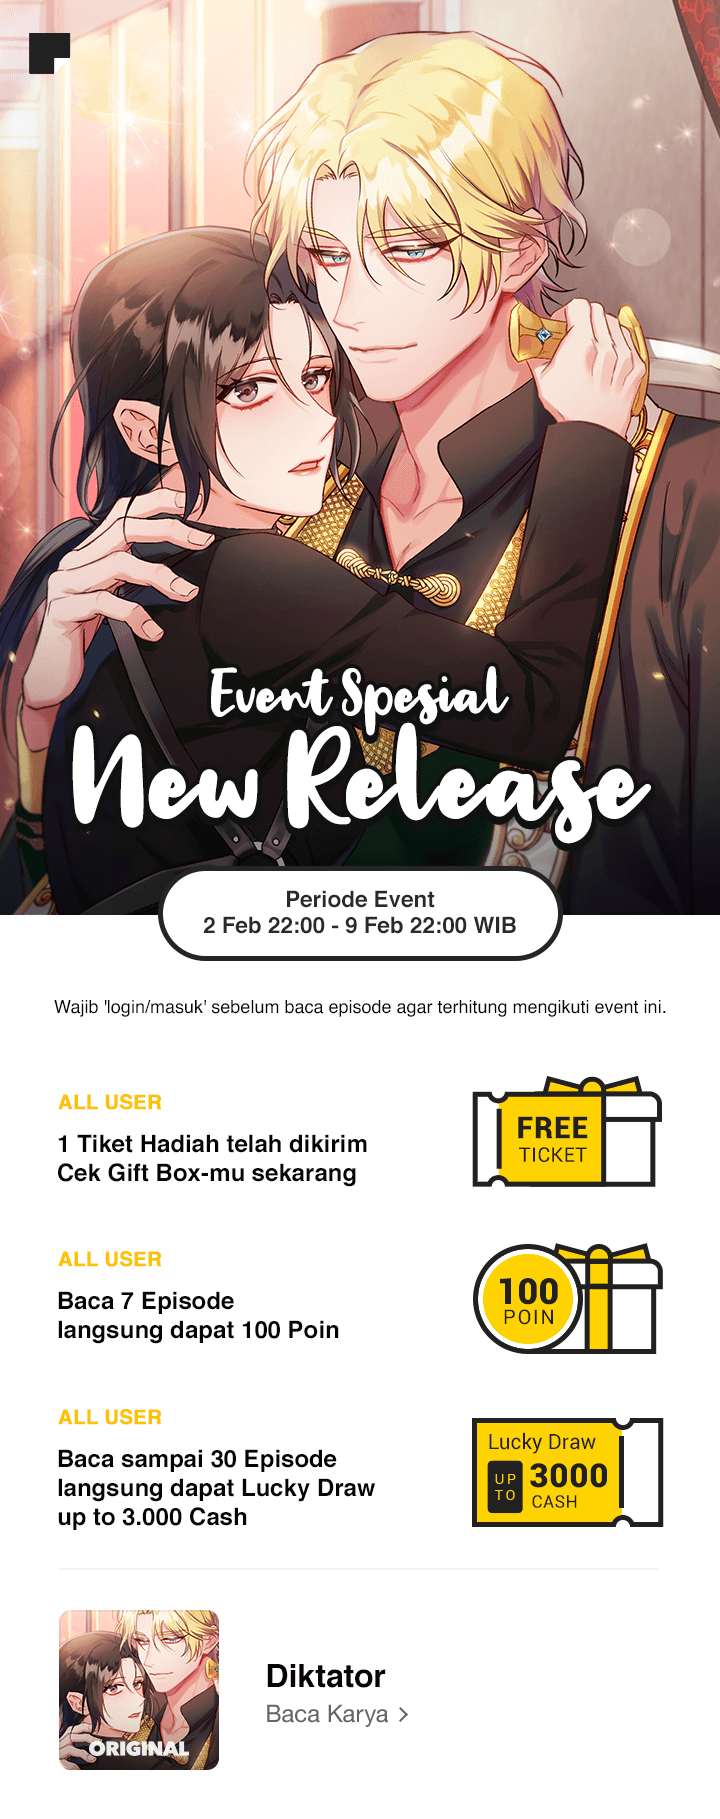 Event Spesial
New Release
Periode Event
2 Feb 22:00 - 9 Feb 22:00 WIB
Wajib 'login/masuk' sebelum baca episode agar terhitung mengikuti event ini.
ALL USER
1 Tiket Hadiah telah dikirim
Cek Gift Box-mu sekarang
FREE
TICKET
ALL USER
Baca 7 Episode
langsung dapat 100 Poin
100
POIN
ALL USER
Baca sampai 30 Episode
langsung dapat Lucky Draw
up to 3.000 Cash
Lucky Draw
UP TO
3000
CASH
ORIGINAL
Diktator
Baca Karya >